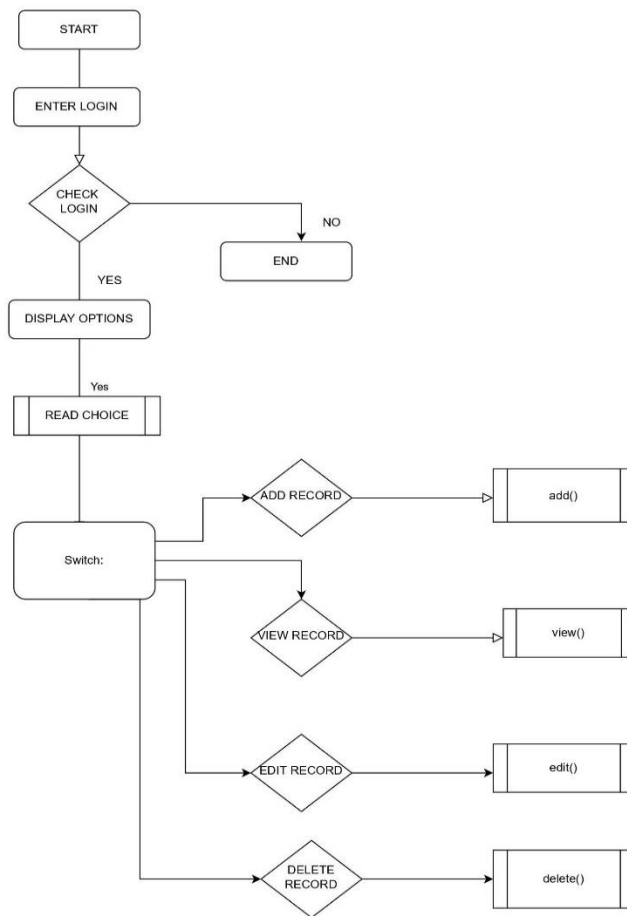 START
ENTER LOGIN
CHECK
LOGIN
NO
END
YES
DISPLAY OPTIONS
Yes
READ CHOICE
ADD RECORD
add()
Switch:
VIEW RECORD
view()
EDIT RECORD
edit()
DELETE
RECORD
delete()